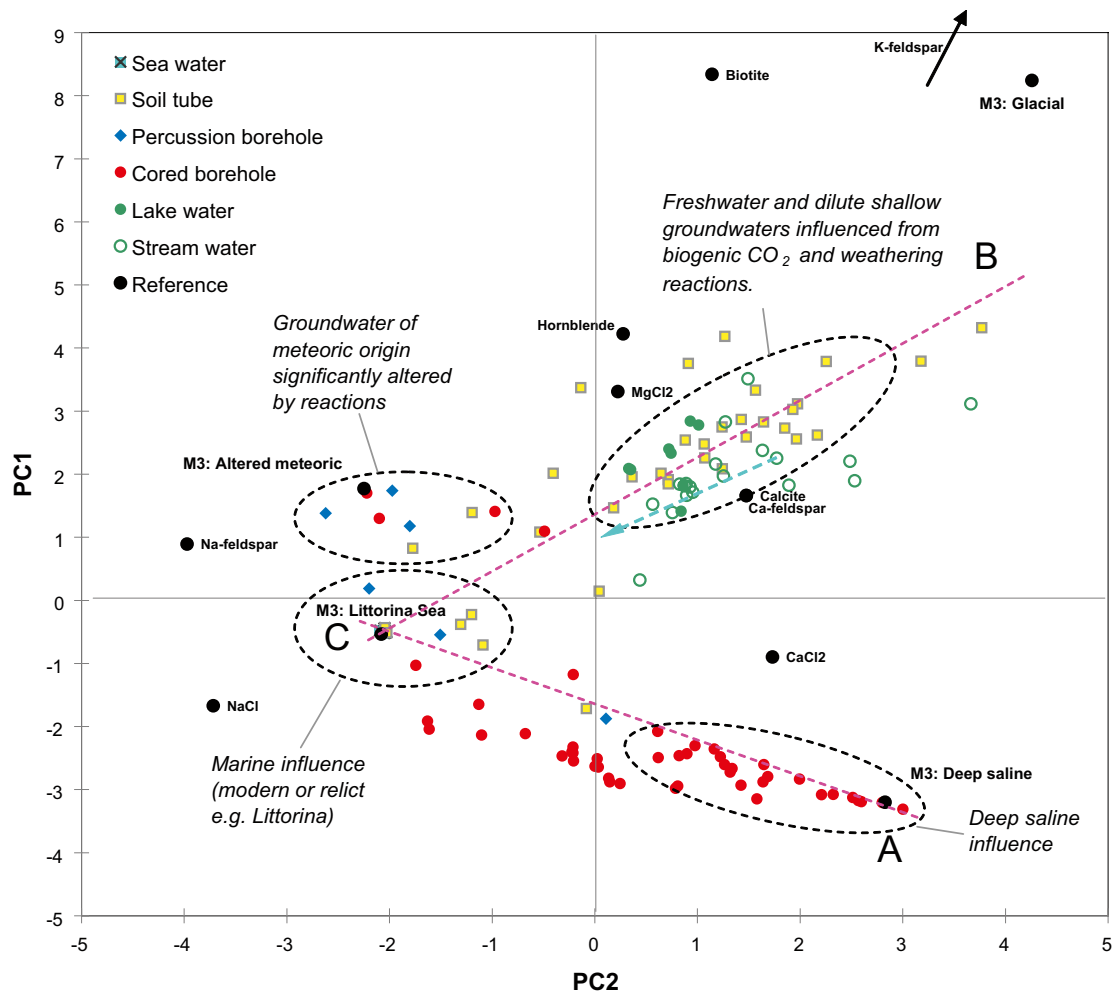 9
8
7
6
5
4
3
2
1
0
-1
-2
-3
-4
-5
PC1
Sea water
Soil tube
Percussion borehole
Cored borehole
Lake water
Stream water
Reference
K-feldspar
Biotite
M3: Glacial
Freshwater and dilute shallow
groundwaters influenced from
biogenic CO2 and weathering
reactions.
B
Groundwater of
meteoric origin
significantly altered
by reactions
Hornblende
MgCl2
M3: Altered meteoric
Calcite
Ca-feldspar
Na-feldspar
M3: Littorina Sea
C
CaCl2
NaCl
Marine influence
(modern or relict
e.g. Littorina)
M3: Deep saline
A
Deep saline
influence
-5
-4
-3
-2
-1
0
1
2
3
4
5
PC2